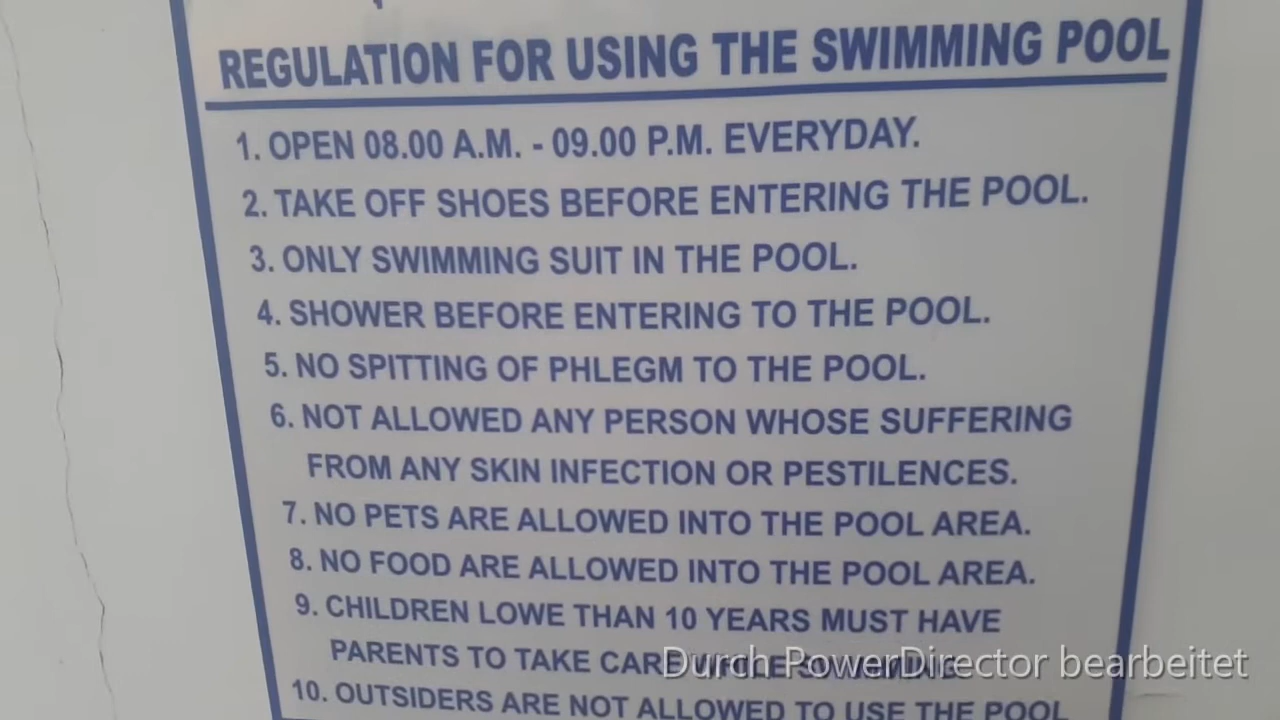 REGULATION FOR USING THE SWIMMING POOL
1. OPEN 08.00 A.M. - 09.00 P.M. EVERYDAY.
2. TAKE OFF SHOES BEFORE ENTERING THE POOL.
3. ONLY SWIMMING SUIT IN THE POOL.
4. SHOWER BEFORE ENTERING TO THE POOL.
5. NO SPITTING OF PHLEGM TO THE POOL.
6. NOT ALLOWED ANY PERSON WHOSE SUFFERING
FROM ANY SKIN INFECTION OR PESTILENCES.
7. NO PETS ARE ALLOWED INTO THE POOL AREA.
8. NO FOOD ARE ALLOWED INTO THE POOL AREA.
9. CHILDREN LOWE THAN 10 YEARS MUST HAVE
PARENTS TO TAKE CARE WHILE SWIMMING
Durch PowerDirector bearbeitet
10. OUTSIDERS ARE NOT ALLOWED TO USE THE POOL